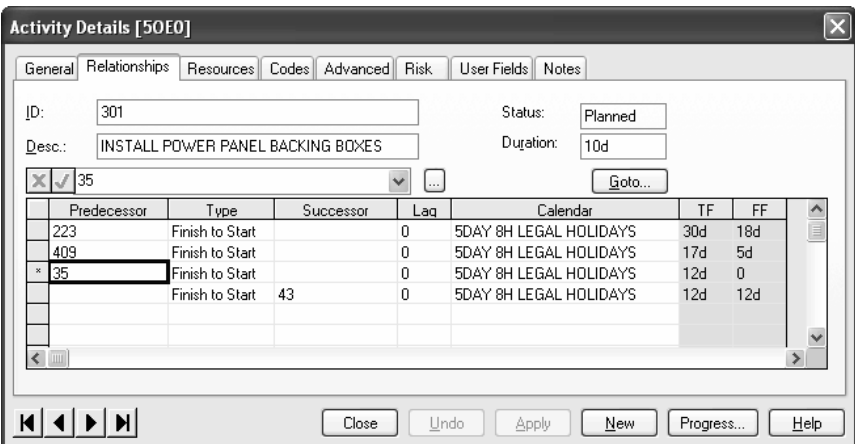 Activity Details [5OE0]
General Relationships Resources Codes Advanced Risk User Fields Notes
ID: 301 Status: Planned
Desc.: INSTALL POWER PANEL BACKING BOXES Duration: 10d
35 ... Goto...
Predecessor Type Successor Lag Calendar TF FF
223 Finish to Start 0 5DAY 8H LEGAL HOLIDAYS 30d 18d
409 Finish to Start 0 5DAY 8H LEGAL HOLIDAYS 17d 5d
* 35 Finish to Start 0 5DAY 8H LEGAL HOLIDAYS 12d 0
Finish to Start 43 0 5DAY 8H LEGAL HOLIDAYS 12d 12d
Close Undo Apply New Progress... Help